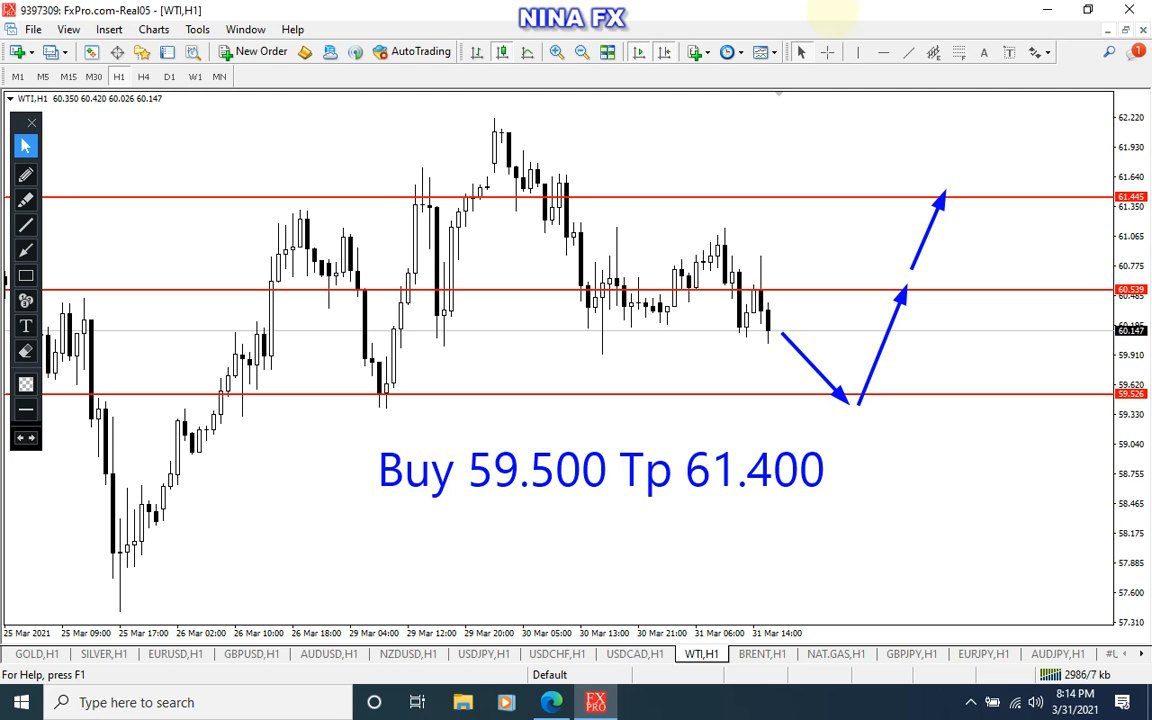 9397309: FxPro.com-Real05 - [WTI,H1]
NINA FX
File View Insert Charts Tools Window Help
New Order AutoTrading
1
M1 M5 M15 M30 H1 H4 D1 W1 MN
WTI,H1 60.350 60.420 60.026 60.147
62.220
61.930
61.640
61.445
61.350
61.065
60.775
60.539
60.485
60.147
59.910
59.620
59.526
59.330
59.040
58.755
58.465
58.175
57.885
57.600
57.310
Buy 59.500 Tp 61.400
25 Mar 2021 25 Mar 09:00 25 Mar 17:00 26 Mar 02:00 26 Mar 10:00 26 Mar 18:00 29 Mar 04:00 29 Mar 12:00 29 Mar 20:00 30 Mar 05:00 30 Mar 13:00 30 Mar 21:00 31 Mar 06:00 31 Mar 14:00
GOLD,H1 SILVER,H1 EURUSD,H1 GBPUSD,H1 AUDUSD,H1 NZDUSD,H1 USDJPY,H1 USDCHF,H1 USDCAD,H1 WTI,H1 BRENT,H1 NAT.GAS,H1 GBPJPY,H1 EURJPY,H1 AUDJPY,H1
For Help, press F1 Default 2986/7 kb
Type here to search
FX PRO
8:14 PM
3/31/2021